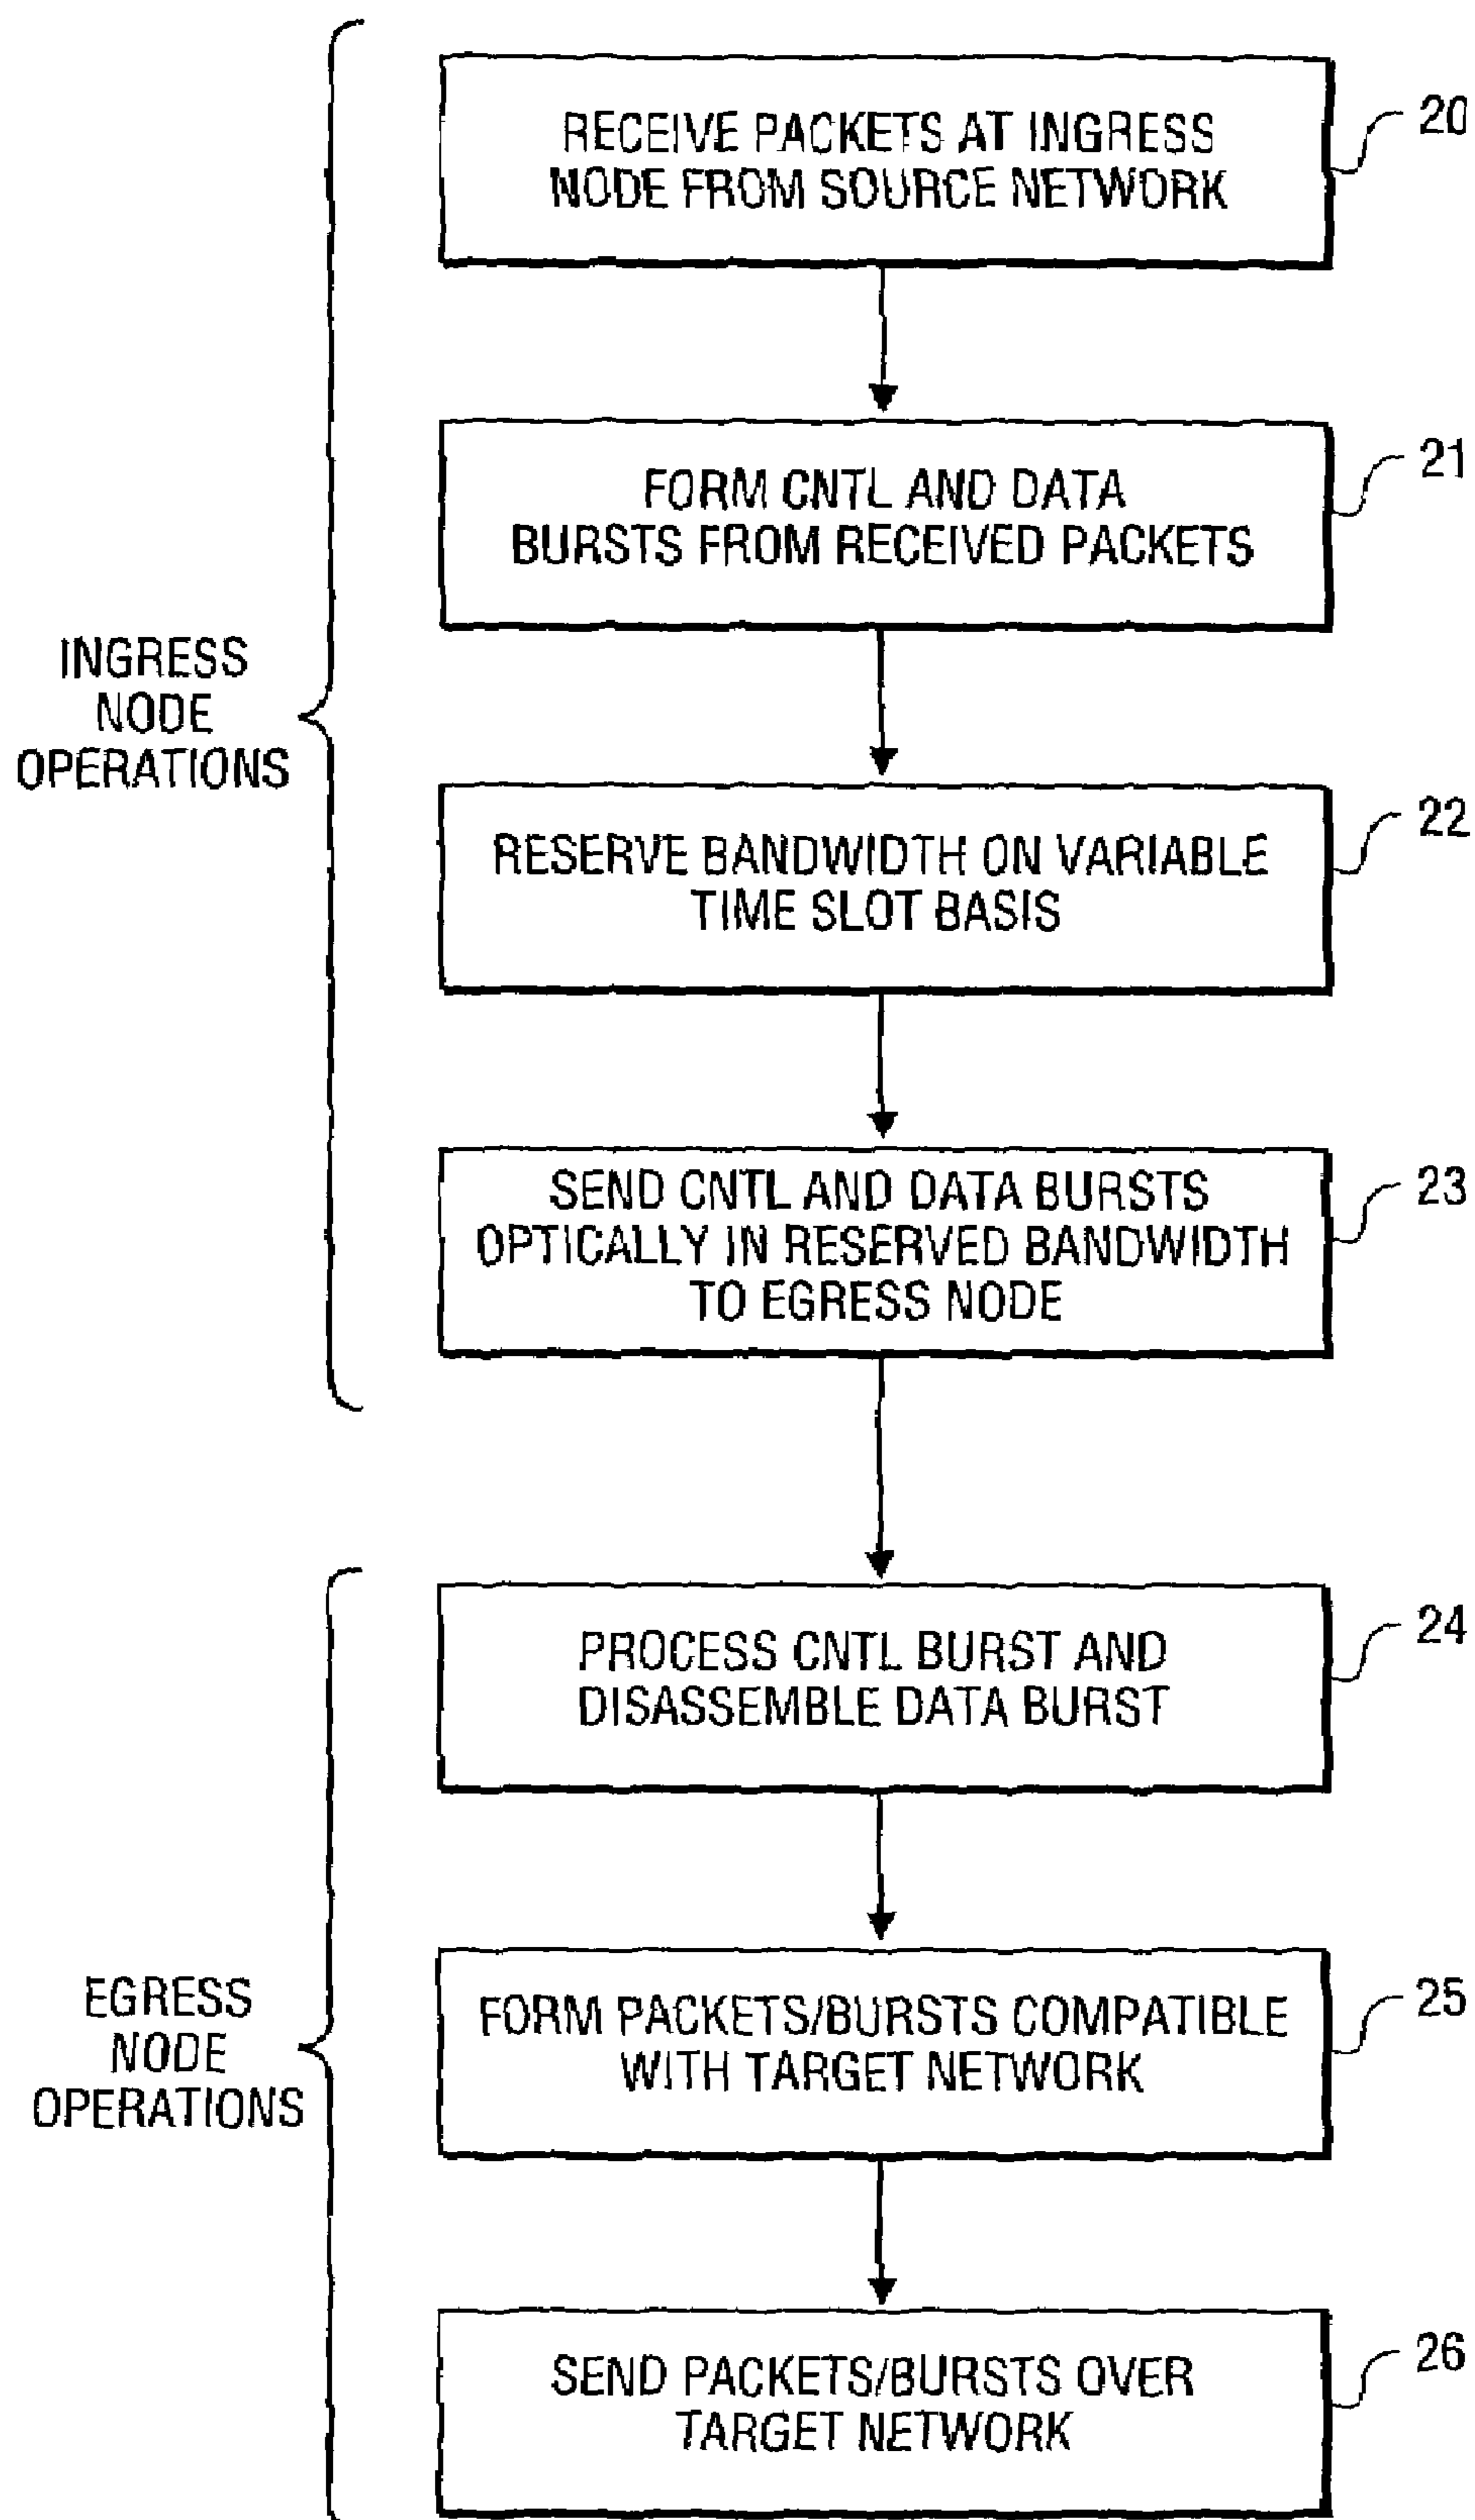 RECEIVE PACKETS AT INGRESS
NODE FROM SOURCE NETWORK
20
FORM CNTL AND DATA
BURSTS FROM RECEIVED PACKETS
21
INGRESS
NODE
OPERATIONS
RESERVE BANDWIDTH ON VARIABLE
TIME SLOT BASIS
22
SEND CNTL AND DATA BURSTS
OPTICALLY IN RESERVED BANDWIDTH
TO EGRESS NODE
23
PROCESS CNTL BURST AND
DISASSEMBLE DATA BURST
24
EGRESS
NODE
OPERATIONS
FORM PACKETS/BURSTS COMPATIBLE
WITH TARGET NETWORK
25
SEND PACKETS/BURSTS OVER
TARGET NETWORK
26